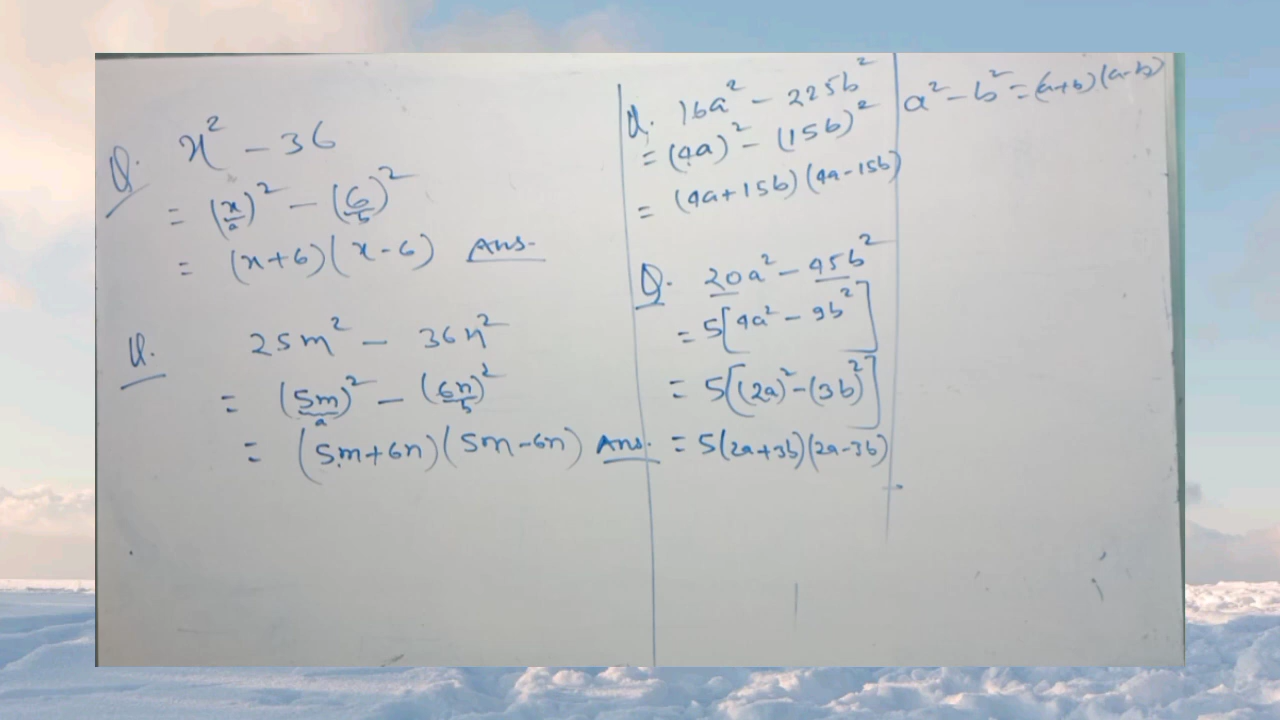 Q. x² - 36
= (x/a)² - (6/b)²
= (x+6)(x-6) Ans.
Q. 25m² - 36n²
= (5m/a)² - (6n/b)²
= (5m+6n)(5m-6n) Ans.
Q. 16a² - 225b²
= (4a)² - (15b)²
= (4a+15b)(4a-15b)
Q. 20a² - 45b²
= 5[4a² - 9b²]
= 5[(2a)² - (3b)²]
= 5(2a+3b)(2a-3b)
a² - b² = (a+b)(a-b)